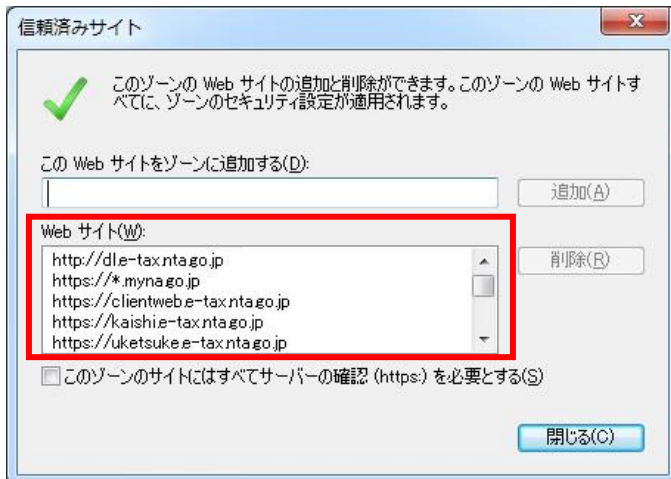 信頼済みサイト
このゾーンの Web サイトの追加と削除ができます。このゾーンの Web サイトす
べてに、ゾーンのセキュリティ設定が適用されます。
この Web サイトをゾーンに追加する(D):
追加(A)
Web サイト(W):
http://dl.e-tax.nta.go.jp
https://*.myna.go.jp
https://clientweb.e-tax.nta.go.jp
https://kaishi.e-tax.nta.go.jp
https://uketsuke.e-tax.nta.go.jp
削除(R)
このゾーンのサイトにはすべてサーバーの確認 (https:) を必要とする(S)
閉じる(C)